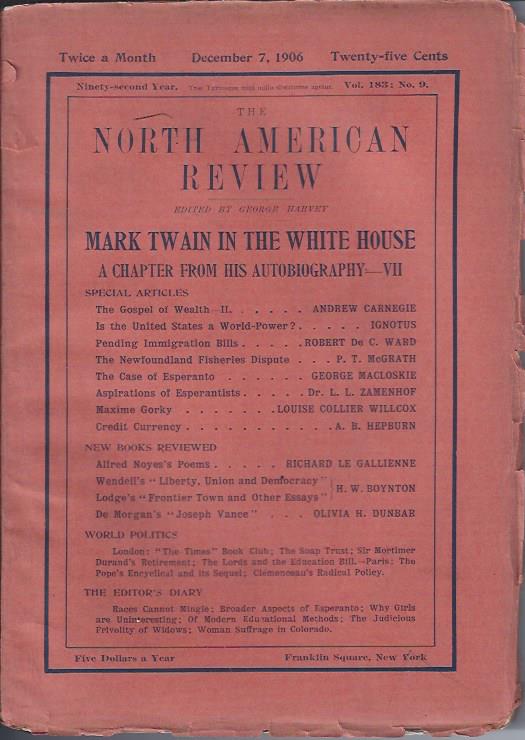 Twice a Month December 7, 1906 Twenty-five Cents
Ninety-second Year. Tros Tyriusque mihi nullo discrimine agetur. Vol. 183: No. 9.
THE
NORTH AMERICAN
REVIEW
EDITED BY GEORGE HARVEY
MARK TWAIN IN THE WHITE HOUSE
A CHAPTER FROM HIS AUTOBIOGRAPHY—VII
SPECIAL ARTICLES
The Gospel of Wealth—II. . . . . . ANDREW CARNEGIE
Is the United States a World-Power? . . . . . IGNOTUS
Pending Immigration Bills . . . . . ROBERT De C. WARD
The Newfoundland Fisheries Dispute . . . P. T. McGRATH
The Case of Esperanto . . . . . . GEORGE MACLOSKIE
Aspirations of Esperantists . . . . . Dr. L. L. ZAMENHOF
Maxime Gorky . . . . . . . LOUISE COLLIER WILLCOX
Credit Currency . . . . . . . . . . . A. B. HEPBURN
NEW BOOKS REVIEWED
Alfred Noyes's Poems . . . . . RICHARD LE GALLIENNE
Wendell's "Liberty, Union and Democracy"
Lodge's "Frontier Town and Other Essays" } H. W. BOYNTON
De Morgan's "Joseph Vance" . . . OLIVIA H. DUNBAR
WORLD POLITICS
London: "The Times" Book Club; The Soap Trust; Sir Mortimer
Durand's Retirement; The Lords and the Education Bill.—Paris: The
Pope's Encyclical and its Sequel; Clemenceau's Radical Policy.
THE EDITOR'S DIARY
Races Cannot Mingle; Broader Aspects of Esperanto; Why Girls
are Uninteresting; Of Modern Educational Methods; The Judicious
Frivolity of Widows; Woman Suffrage in Colorado.
Five Dollars a Year Franklin Square, New York